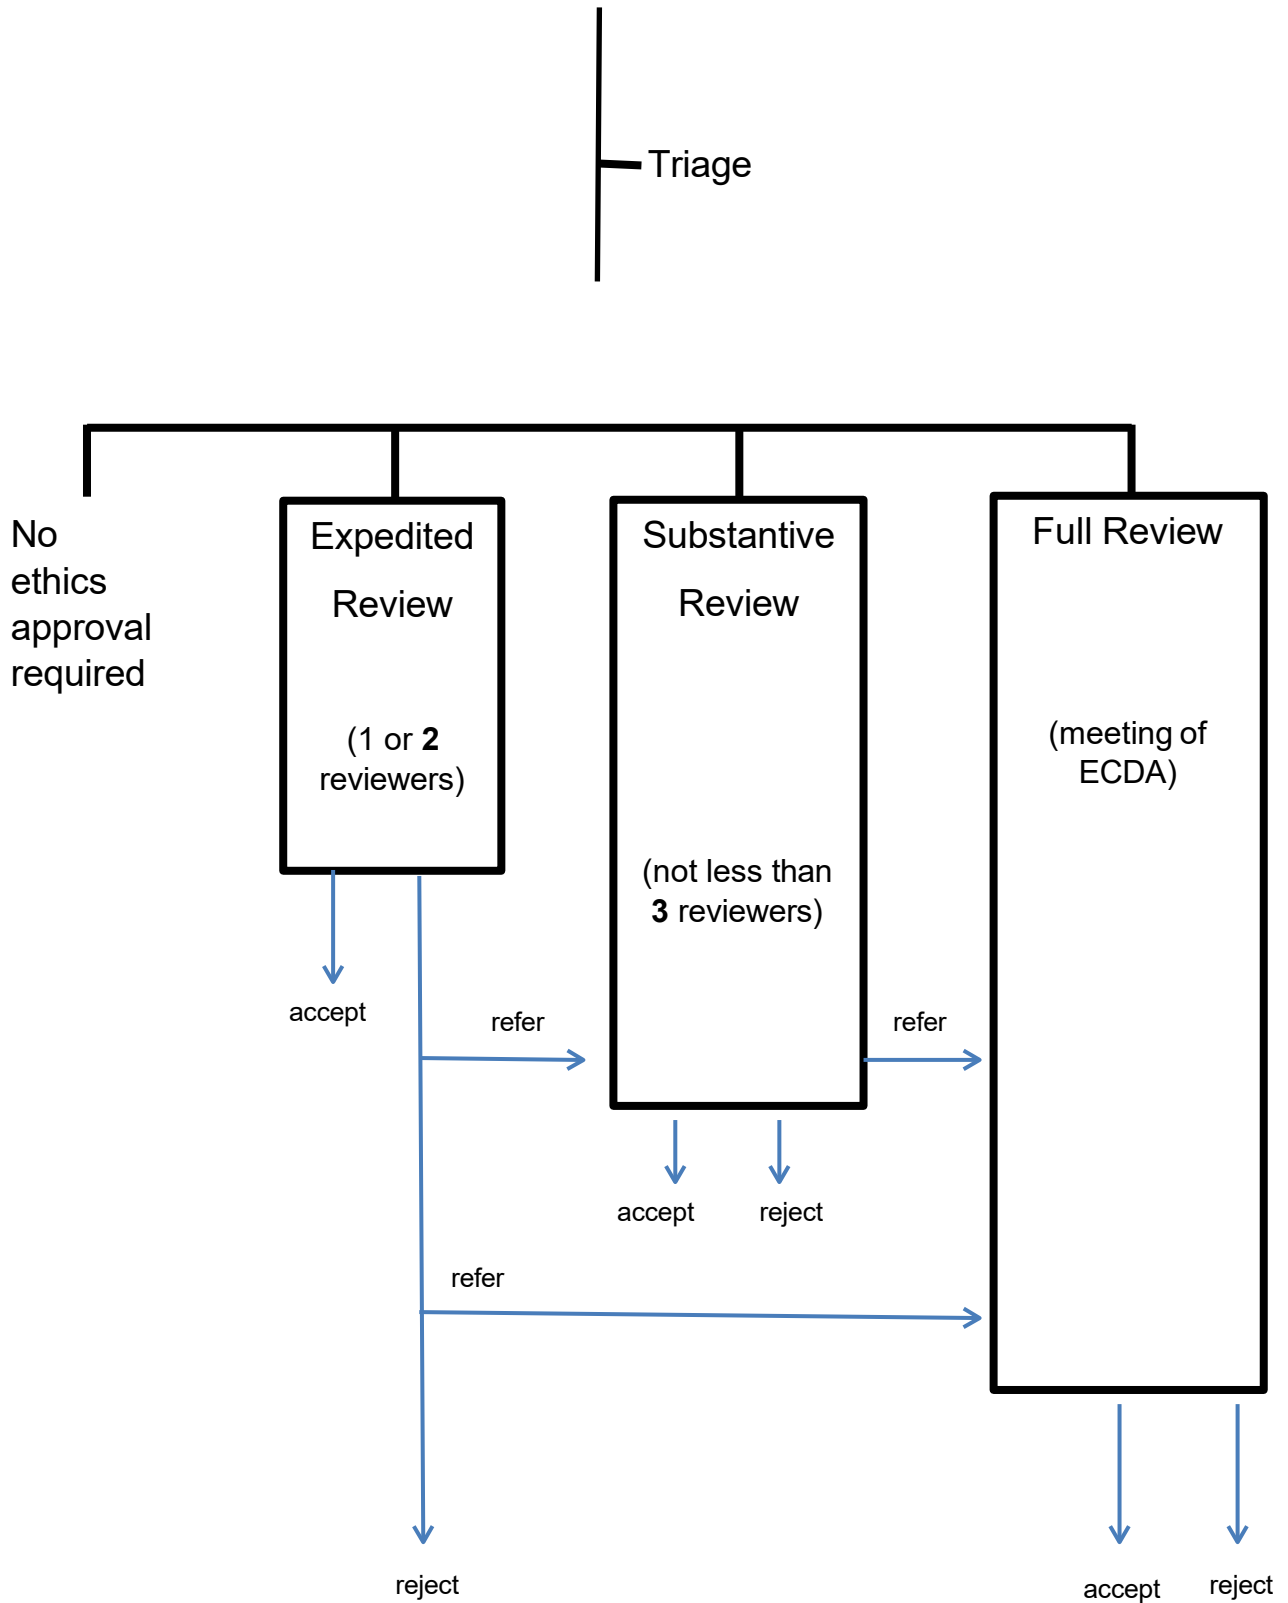 Triage
No
ethics
approval
required
Expedited
Review
(1 or 2
reviewers)
Substantive
Review
(not less than
3 reviewers)
Full Review
(meeting of
ECDA)
accept
refer
refer
accept
reject
refer
reject
accept
reject